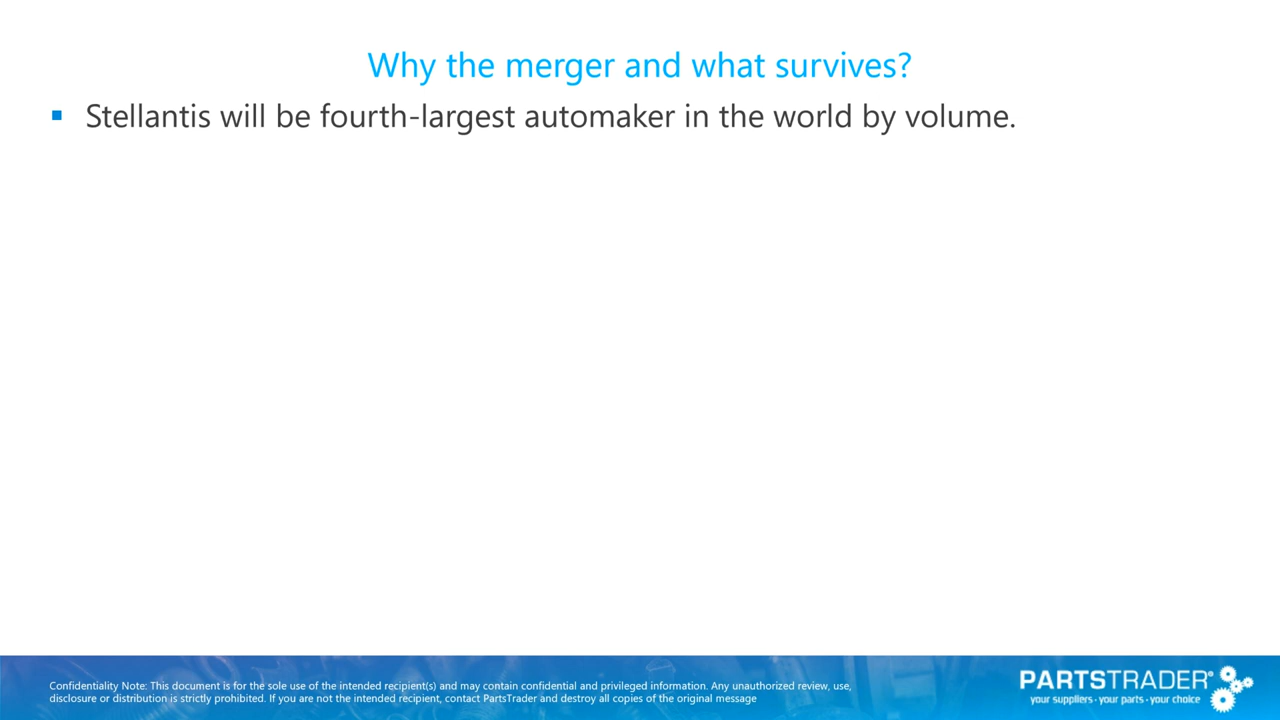 Why the merger and what survives?
Stellantis will be fourth-largest automaker in the world by volume.
Confidentiality Note: This document is for the sole use of the intended recipient(s) and may contain confidential and privileged information. Any unauthorized review, use,
disclosure or distribution is strictly prohibited. If you are not the intended recipient, contact PartsTrader and destroy all copies of the original message
PARTSTRADER®
your suppliers · your parts · your choice